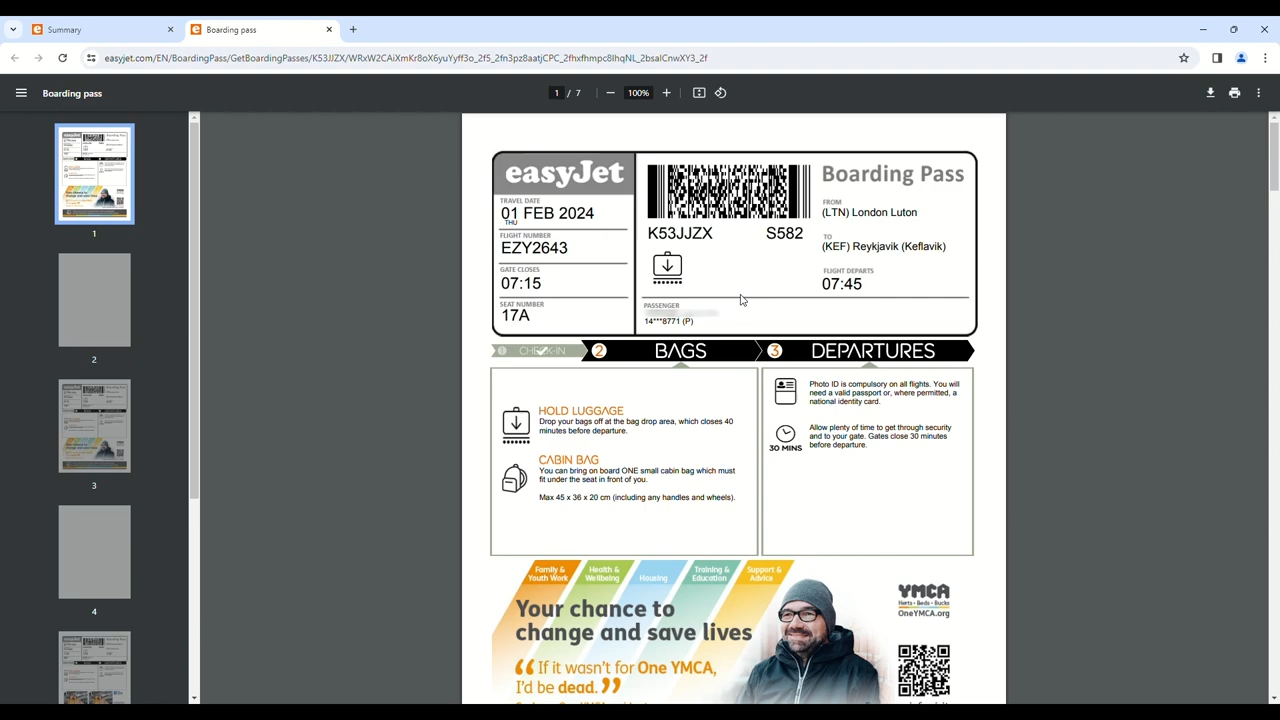 Summary
Boarding pass
easyjet.com/EN/BoardingPass/GetBoardingPasses/K53JJZX/WRxW2CAiXmKr8oX6yuYyff3o_2f5_2fn3pz8aatjCPC_2fhxfhmpc8lhqNL_2bsalCnwXY3_2f
Boarding pass
1 / 7
100%
1
2
3
4
easyJet
TRAVEL DATE
01 FEB 2024
THU
FLIGHT NUMBER
EZY2643
GATE CLOSES
07:15
SEAT NUMBER
17A
K53JJZX S582
PASSENGER
14***8771 (P)
Boarding Pass
FROM
(LTN) London Luton
TO
(KEF) Reykjavik (Keflavik)
FLIGHT DEPARTS
07:45
1 CHECK-IN
2 BAGS
3 DEPARTURES
HOLD LUGGAGE
Drop your bags off at the bag drop area, which closes 40
minutes before departure.
CABIN BAG
You can bring on board ONE small cabin bag which must
fit under the seat in front of you.
Max 45 x 36 x 20 cm (including any handles and wheels).
Photo ID is compulsory on all flights. You will
need a valid passport or, where permitted, a
national identity card.
30 MINS
Allow plenty of time to get through security
and to your gate. Gates close 30 minutes
before departure.
Family &
Youth Work
Health &
Wellbeing
Housing
Training &
Education
Support &
Advice
Your chance to
change and save lives
“If it wasn't for One YMCA,
I'd be dead.”
YMCA
Herts • Beds • Bucks
OneYMCA.org